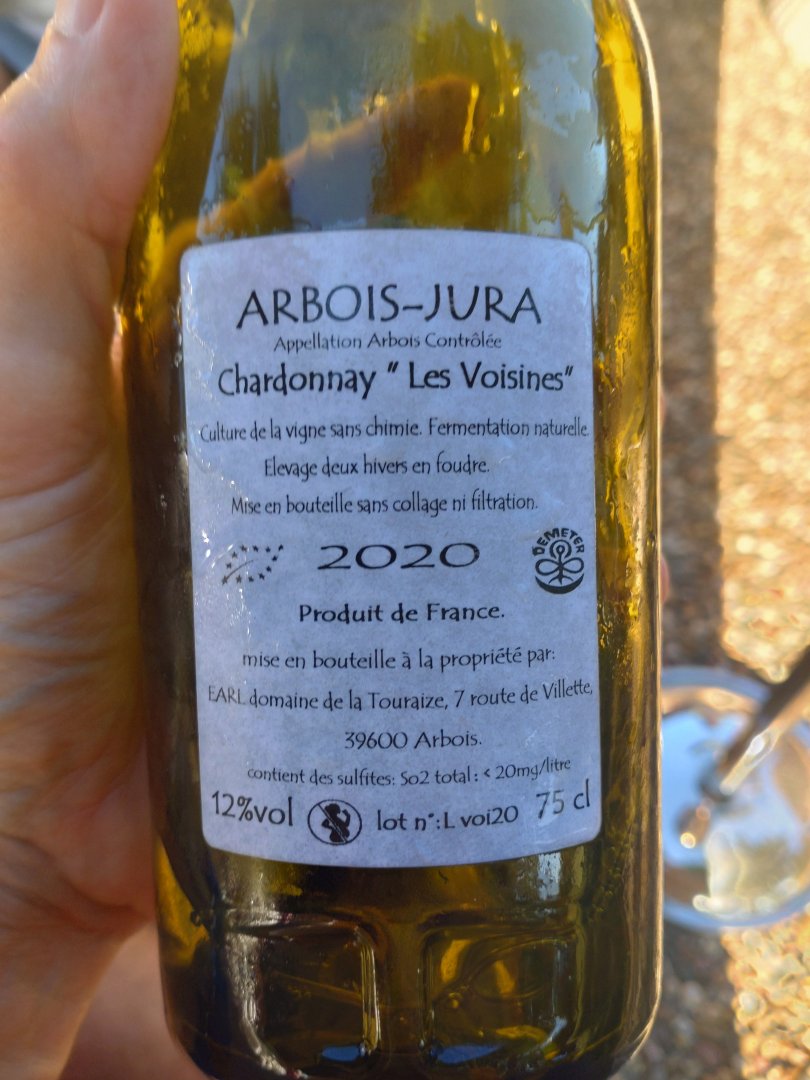 ARBOIS-JURA
Appellation Arbois Contrôlée
Chardonnay " Les Voisines"
Culture de la vigne sans chimie. Fermentation naturelle.
Elevage deux hivers en foudre.
Mise en bouteille sans collage ni filtration.
2020 DEMETER
Produit de France.
mise en bouteille à la propriété par:
EARL domaine de la Touraize, 7 route de Villette,
39600 Arbois.
contient des sulfites: So2 total : < 20mg/litre
12%vol lot n°:L voi20 75 cl